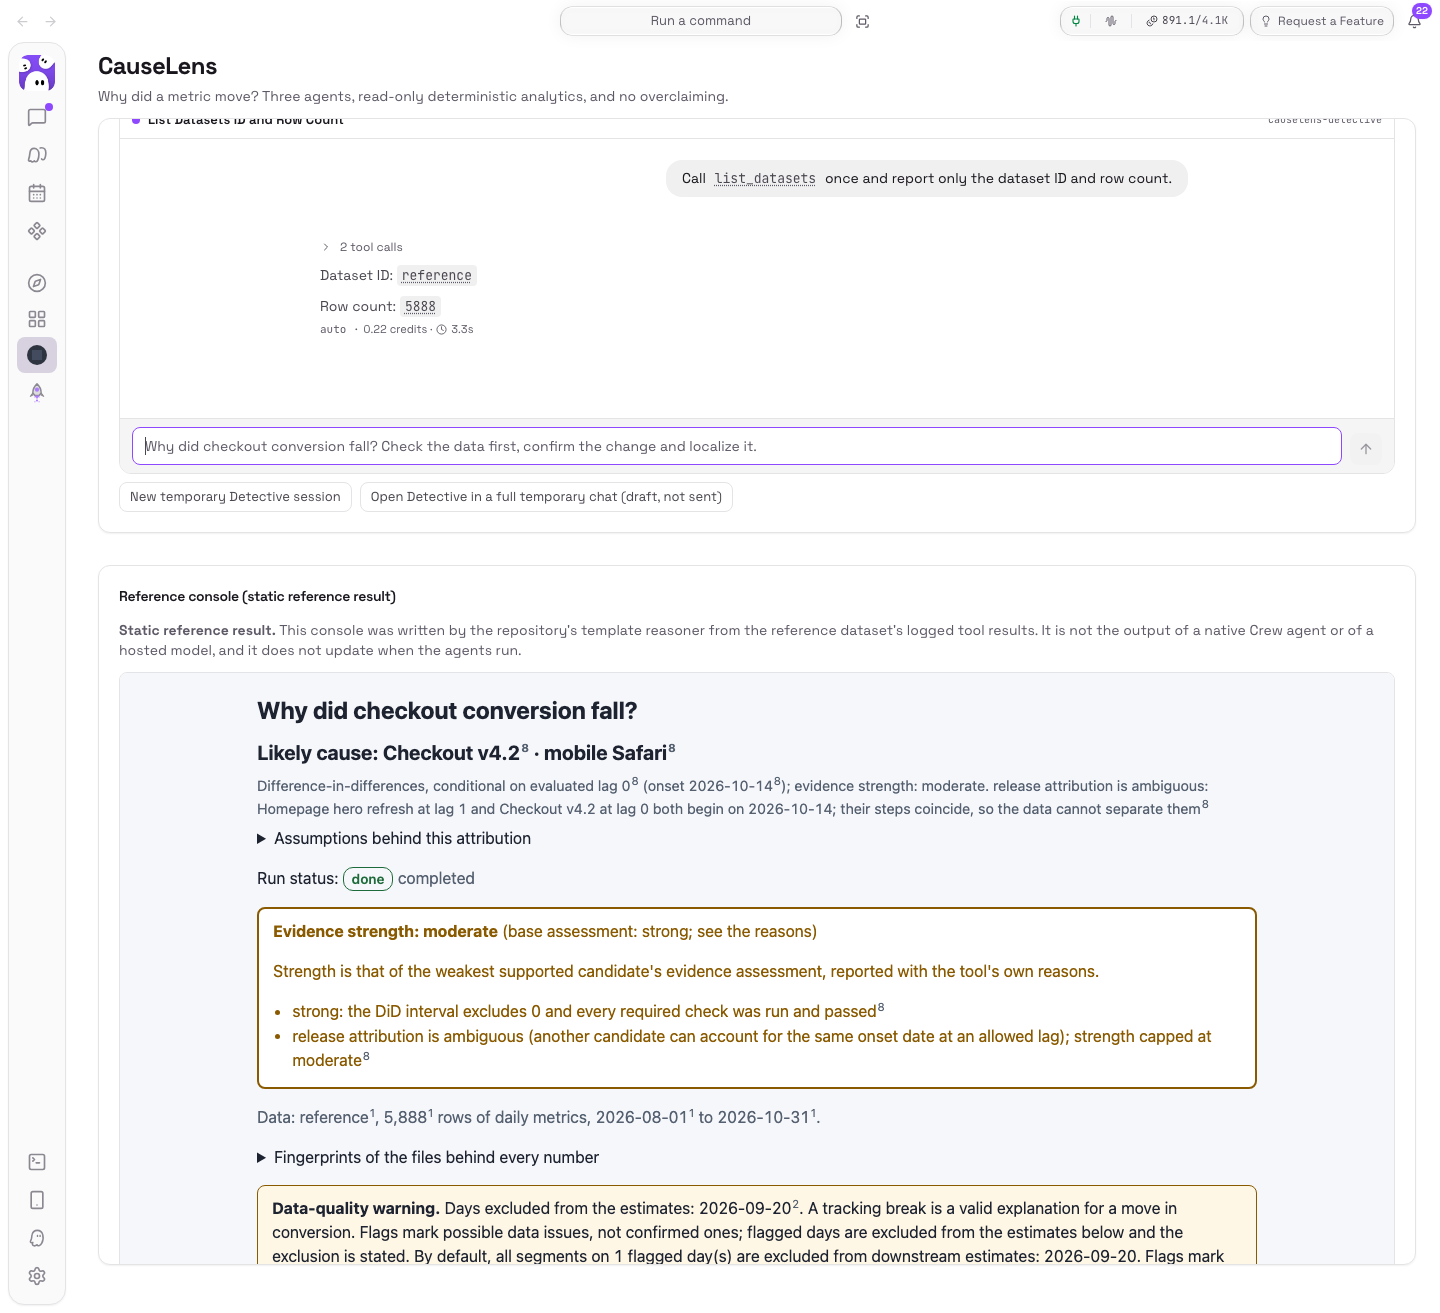 Run a command
891.1/4.1K
Request a Feature
22
CauseLens
Why did a metric move? Three agents, read-only deterministic analytics, and no overclaiming.
List Datasets ID and Row Count
causelens-detective
Call list_datasets once and report only the dataset ID and row count.
2 tool calls
Dataset ID: reference
Row count: 5888
auto · 0.22 credits · 3.3s
Why did checkout conversion fall? Check the data first, confirm the change and localize it.
New temporary Detective session
Open Detective in a full temporary chat (draft, not sent)
Reference console (static reference result)
Static reference result. This console was written by the repository's template reasoner from the reference dataset's logged tool results. It is not the output of a native Crew agent or of a
hosted model, and it does not update when the agents run.
Why did checkout conversion fall?
Likely cause: Checkout v4.2⁸ · mobile Safari⁸
Difference-in-differences, conditional on evaluated lag 0⁸ (onset 2026-10-14⁸); evidence strength: moderate. release attribution is ambiguous:
Homepage hero refresh at lag 1 and Checkout v4.2 at lag 0 both begin on 2026-10-14; their steps coincide, so the data cannot separate them⁸
Assumptions behind this attribution
Run status: done completed
Evidence strength: moderate (base assessment: strong; see the reasons)
Strength is that of the weakest supported candidate's evidence assessment, reported with the tool's own reasons.
• strong: the DiD interval excludes 0 and every required check was run and passed⁸
• release attribution is ambiguous (another candidate can account for the same onset date at an allowed lag); strength capped at
moderate⁸
Data: reference¹, 5,888¹ rows of daily metrics, 2026-08-01¹ to 2026-10-31¹.
Fingerprints of the files behind every number
Data-quality warning. Days excluded from the estimates: 2026-09-20². A tracking break is a valid explanation for a move in
conversion. Flags mark possible data issues, not confirmed ones; flagged days are excluded from the estimates below and the
exclusion is stated. By default, all segments on 1 flagged day(s) are excluded from downstream estimates: 2026-09-20. Flags mark